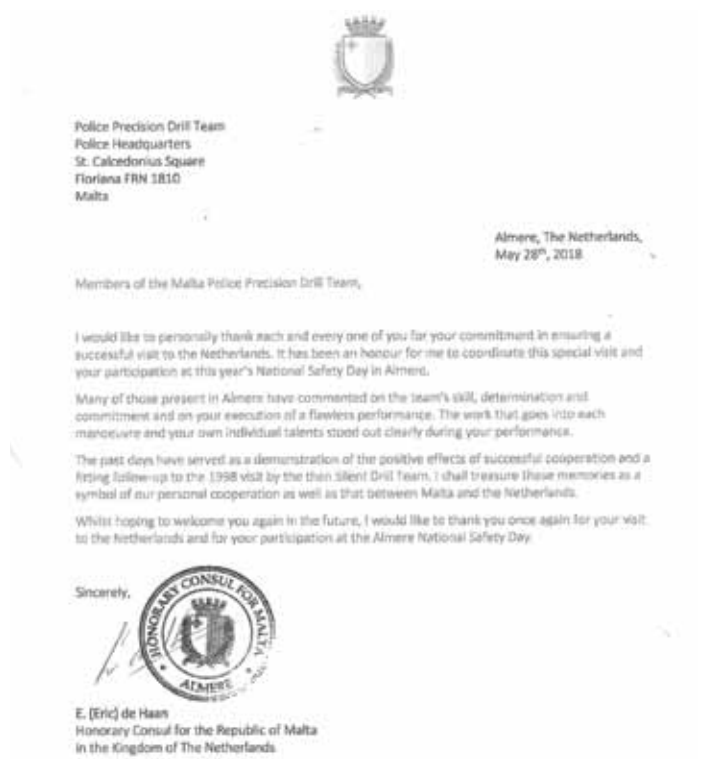 Police Precision Drill Team
Police Headquarters
St. Calcedonius Square
Floriana FRN 1810
Malta
Almere, The Netherlands,
May 28th, 2018
Members of the Malta Police Precision Drill Team,
I would like to personally thank each and every one of you for your commitment in ensuring a
successful visit to the Netherlands. It has been an honour for me to coordinate this special visit and
your participation at this year's National Safety Day in Almere.
Many of those present in Almere have commented on the team's skill, determination and
commitment and on your execution of a flawless performance. The work that goes into each
manoeuvre and your own individual talents stood out clearly during your performance.
The past days have served as a demonstration of the positive effects of successful cooperation and a
fitting follow-up to the 1998 visit by the then Silent Drill Team. I shall treasure these memories as a
symbol of our personal cooperation as well as that between Malta and the Netherlands.
Whilst hoping to welcome you again in the future, I would like to thank you once again for your visit
to the Netherlands and for your participation at the Almere National Safety Day.
Sincerely,
HONORARY CONSUL FOR MALTA
ALMERE
E. (Eric) de Haan
Honorary Consul for the Republic of Malta
in the Kingdom of The Netherlands